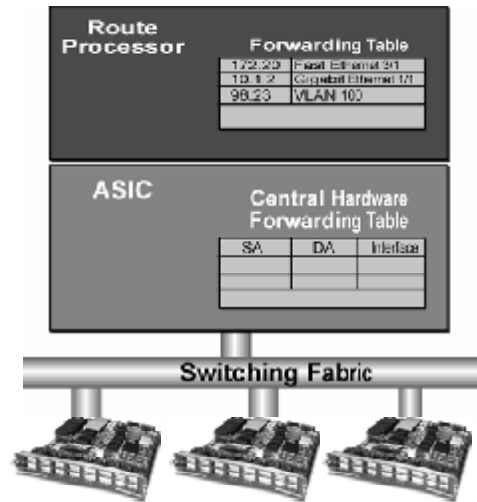 Route
Processor
Forwarding Table
172.20 Fast Ethernet 3/1
10.1.2 Gigabit Ethernet 1/1
98.23 VLAN 100
ASIC
Central Hardware
Forwarding Table
SA DA Interface
Switching Fabric